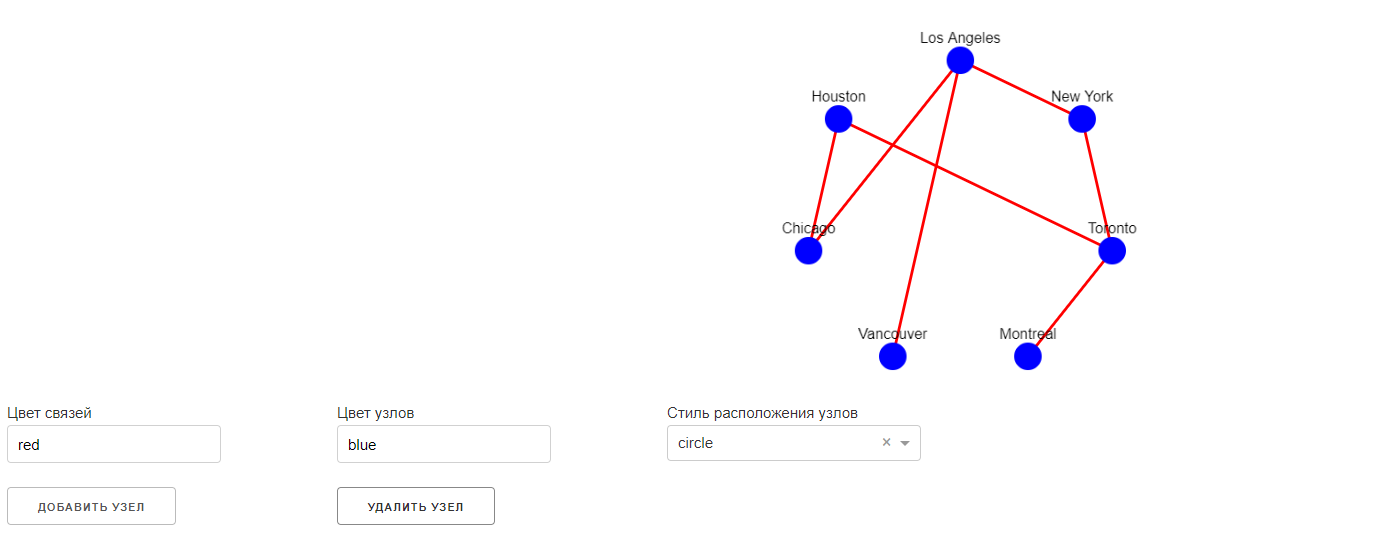 Los Angeles
Houston
New York
Chicago
Toronto
Vancouver
Montreal
Цвет связей
Цвет узлов
Стиль расположения узлов
red
blue
circle
ДОБАВИТЬ УЗЕЛ
УДАЛИТЬ УЗЕЛ